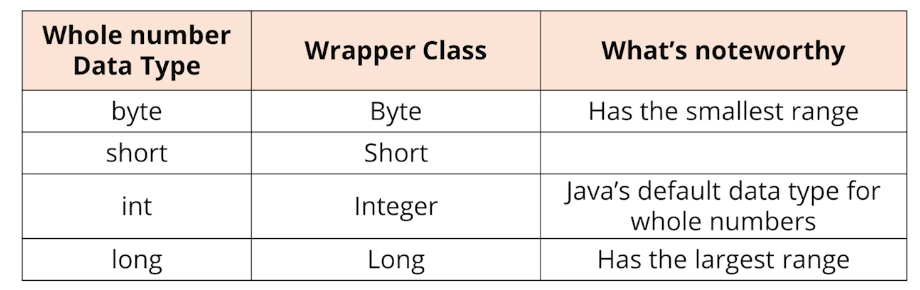 Whole number
Data Type
Wrapper Class
What's noteworthy
byte
Byte
Has the smallest range
short
Short
int
Integer
Java's default data type for
whole numbers
long
Long
Has the largest range